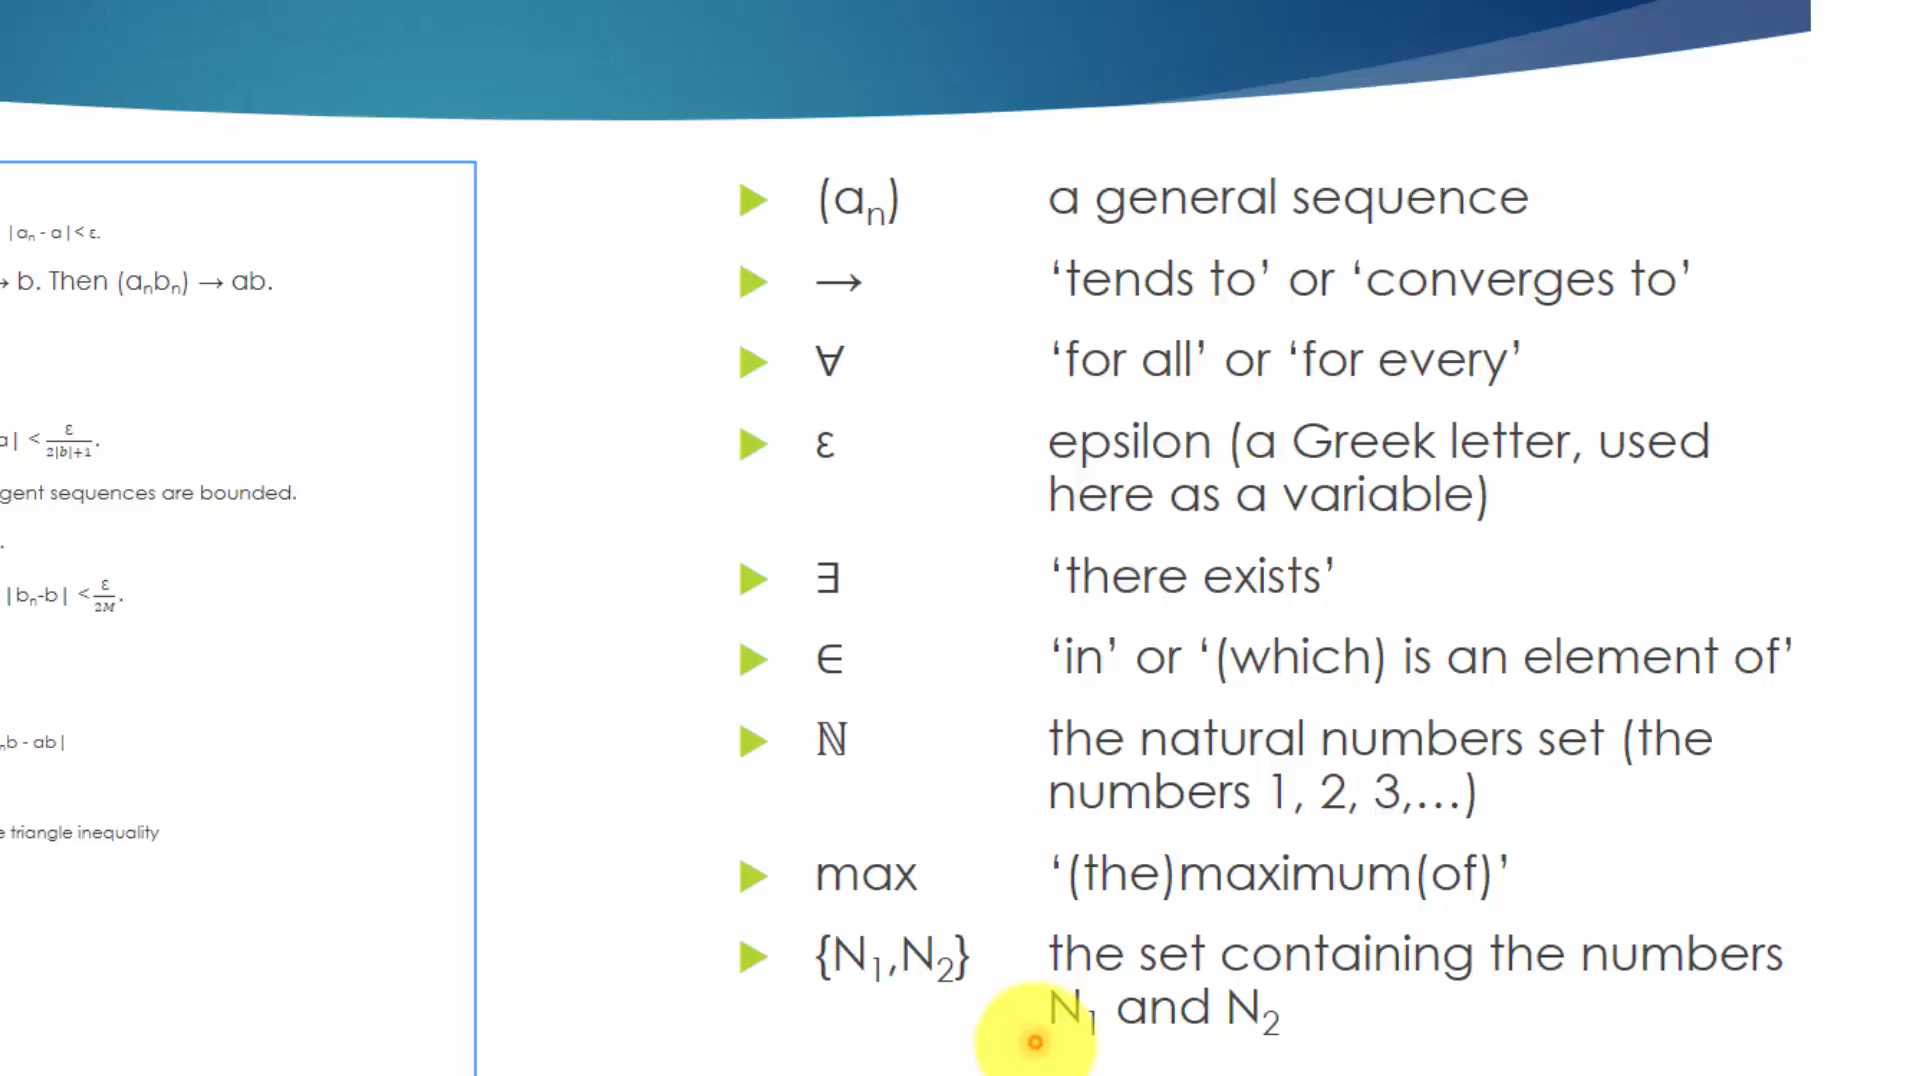 |aₙ - a|< ε.
→ b. Then (aₙbₙ) → ab.
a| < ε/(2|b|+1).
gent sequences are bounded.
.
|bₙ-b| < ε/2M.
ₙb - ab|
e triangle inequality
(aₙ) a general sequence
→ ‘tends to’ or ‘converges to’
∀ ‘for all’ or ‘for every’
ε epsilon (a Greek letter, used
here as a variable)
∃ ‘there exists’
∈ ‘in’ or ‘(which) is an element of’
ℕ the natural numbers set (the
numbers 1, 2, 3,...)
max ‘(the)maximum(of)’
{N₁,N₂} the set containing the numbers
N₁ and N₂